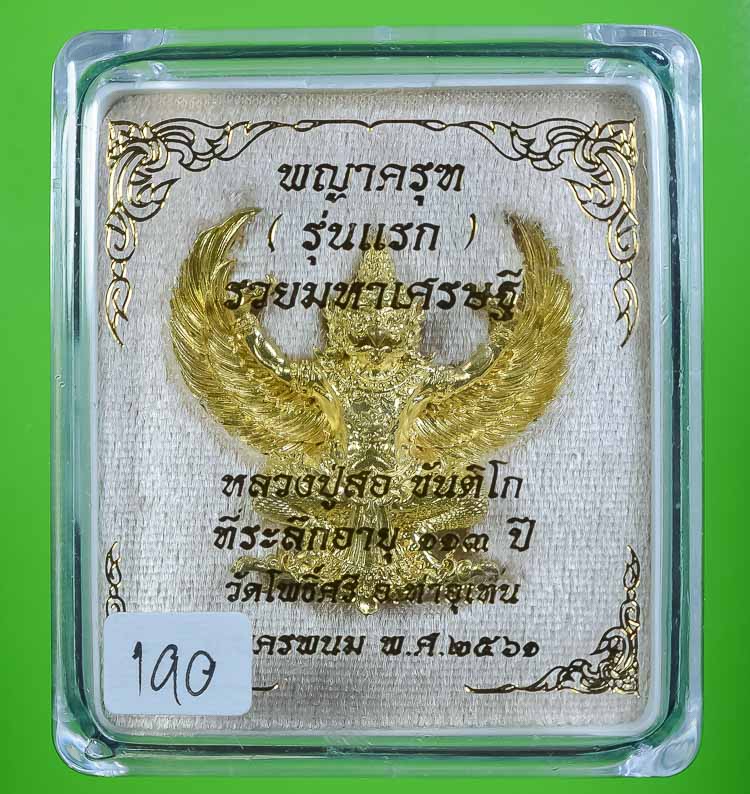 พญาครุฑ
( รุ่นแรก )
รวยมหาเศรษฐี
หลวงปู่สอ ขันติโก
ที่ระลึกอายุ ๑๑๓ ปี
วัดโพธิ์ศรี อ.ท่าอุเทน
ครพนม พ.ศ.๒๕๖๑
190